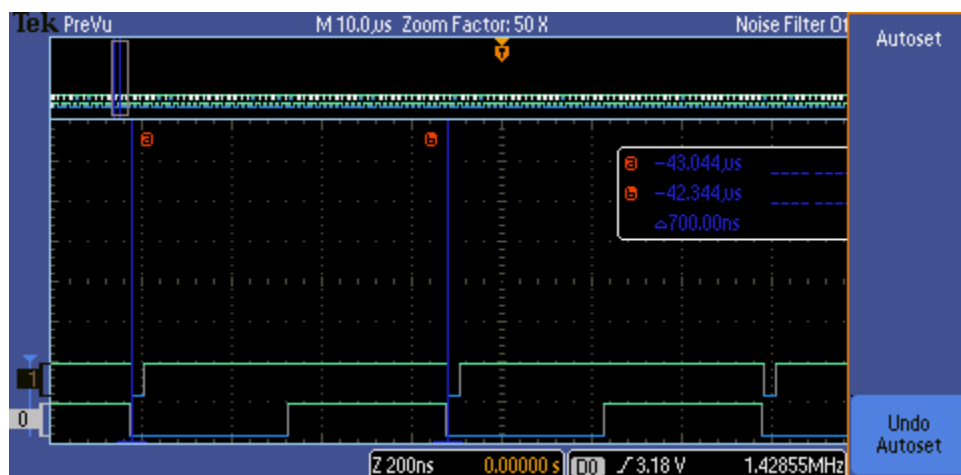 Tek PreVu M 10.0µs Zoom Factor: 50 X Noise Filter Of
Autoset
T
a b
a -43.044µs ---- ----
b -42.344µs ---- ----
△700.00ns
1
0
Undo
Autoset
Z 200ns 0.00000 s D0 ƒ 3.18 V 1.42855MHz